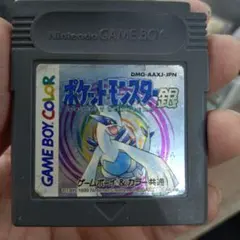 Nintendo GAME BOY
DMG-AAXJ-JPN
ポケットモンスター銀
GAME BOY COLOR
ゲームボーイ&カラー共通